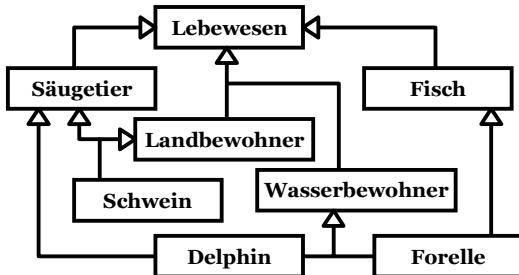 Lebewesen
Säugetier
Fisch
Landbewohner
Schwein
Wasserbewohner
Delphin
Forelle